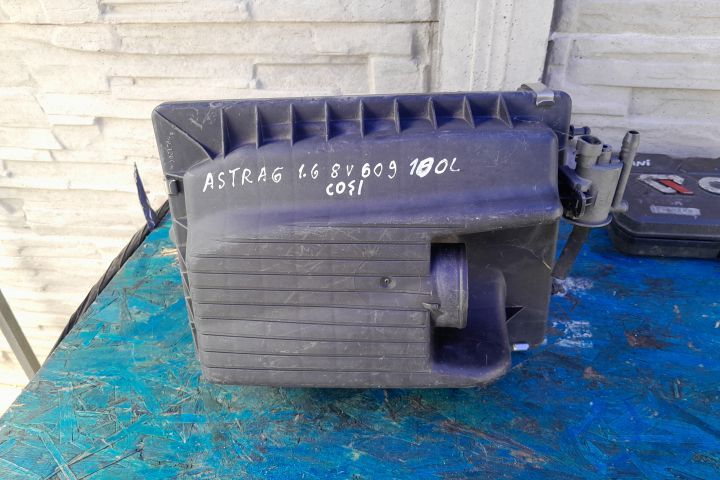 ASTRA G 1.6 8V 609 100L
COSI